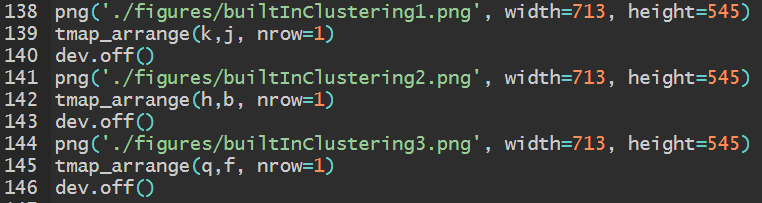 138 png('./figures/builtInClustering1.png', width=713, height=545)
139 tmap_arrange(k,j, nrow=1)
140 dev.off()
141 png('./figures/builtInClustering2.png', width=713, height=545)
142 tmap_arrange(h,b, nrow=1)
143 dev.off()
144 png('./figures/builtInClustering3.png', width=713, height=545)
145 tmap_arrange(q,f, nrow=1)
146 dev.off()